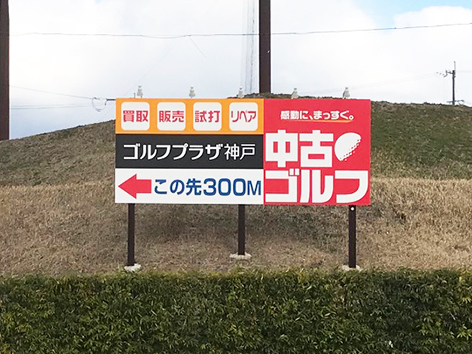 買取 販売 試打 リペア
ゴルフプラザ神戸
この先300M
感動に、まっすぐ。
中古
ゴルフ